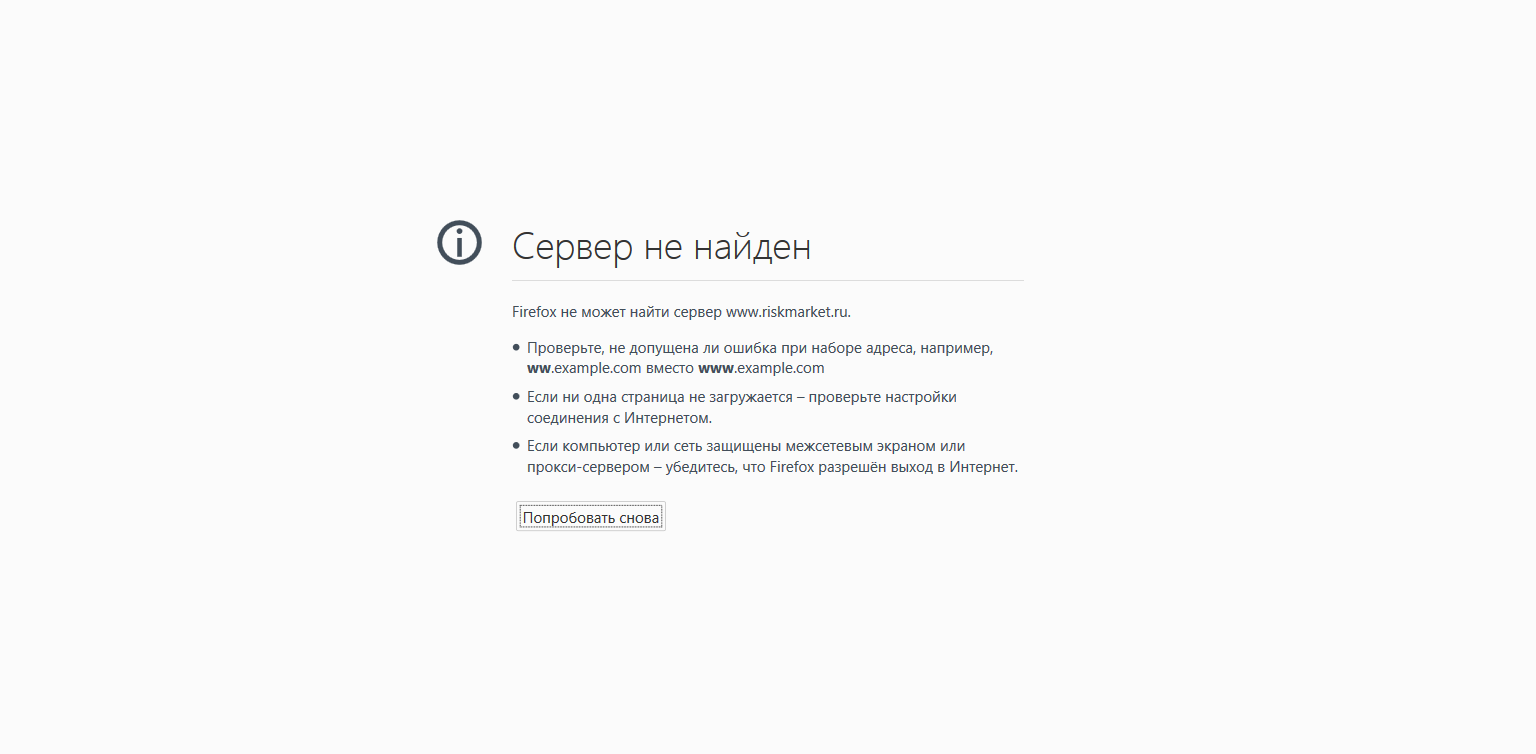 Сервер не найден
Firefox не может найти сервер www.riskmarket.ru.
Проверьте, не допущена ли ошибка при наборе адреса, например,
ww.example.com вместо www.example.com
Если ни одна страница не загружается – проверьте настройки
соединения с Интернетом.
Если компьютер или сеть защищены межсетевым экраном или
прокси-сервером – убедитесь, что Firefox разрешён выход в Интернет.
Попробовать снова